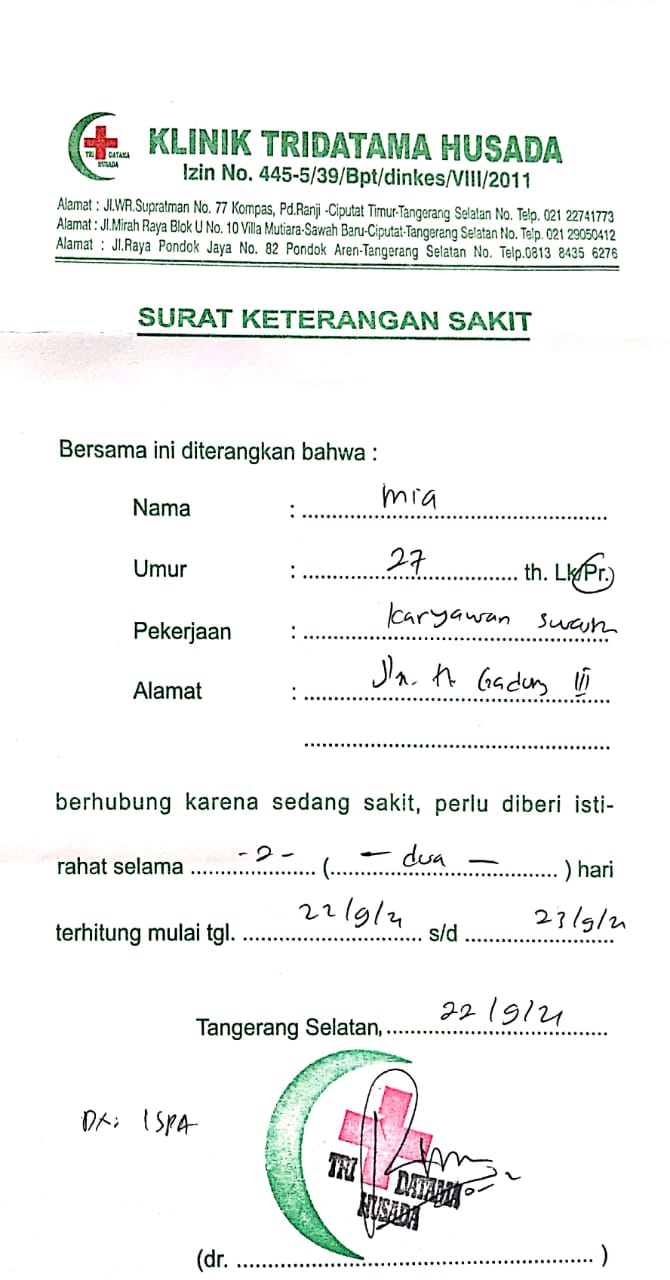 TRI DATAMA
HUSADA
KLINIK TRIDATAMA HUSADA
Izin No. 445-5/39/Bpt/dinkes/VIII/2011
Alamat : Jl.WR.Supratman No. 77 Kompas, Pd.Ranji -Ciputat Timur-Tangerang Selatan No. Telp. 021 22741773
Alamat : Jl.Mirah Raya Blok U No. 10 Villa Mutiara-Sawah Baru-Ciputat-Tangerang Selatan No. Telp. 021 29050412
Alamat : Jl.Raya Pondok Jaya No. 82 Pondok Aren-Tangerang Selatan No. Telp.0813 8435 6276
SURAT KETERANGAN SAKIT
Bersama ini diterangkan bahwa :
Nama : mia
Umur : 27 th. Lk/Pr.
Pekerjaan : karyawan
Alamat : Jln. H Gadung III
berhubung karena sedang sakit, perlu diberi isti-
rahat selama -2- ( - dua - ) hari
terhitung mulai tgl. 22/9/21 s/d 23/9/21
Tangerang Selatan, 22/9/21
DX: ISPA
TRI DATAMA
HUSADA
(dr. )